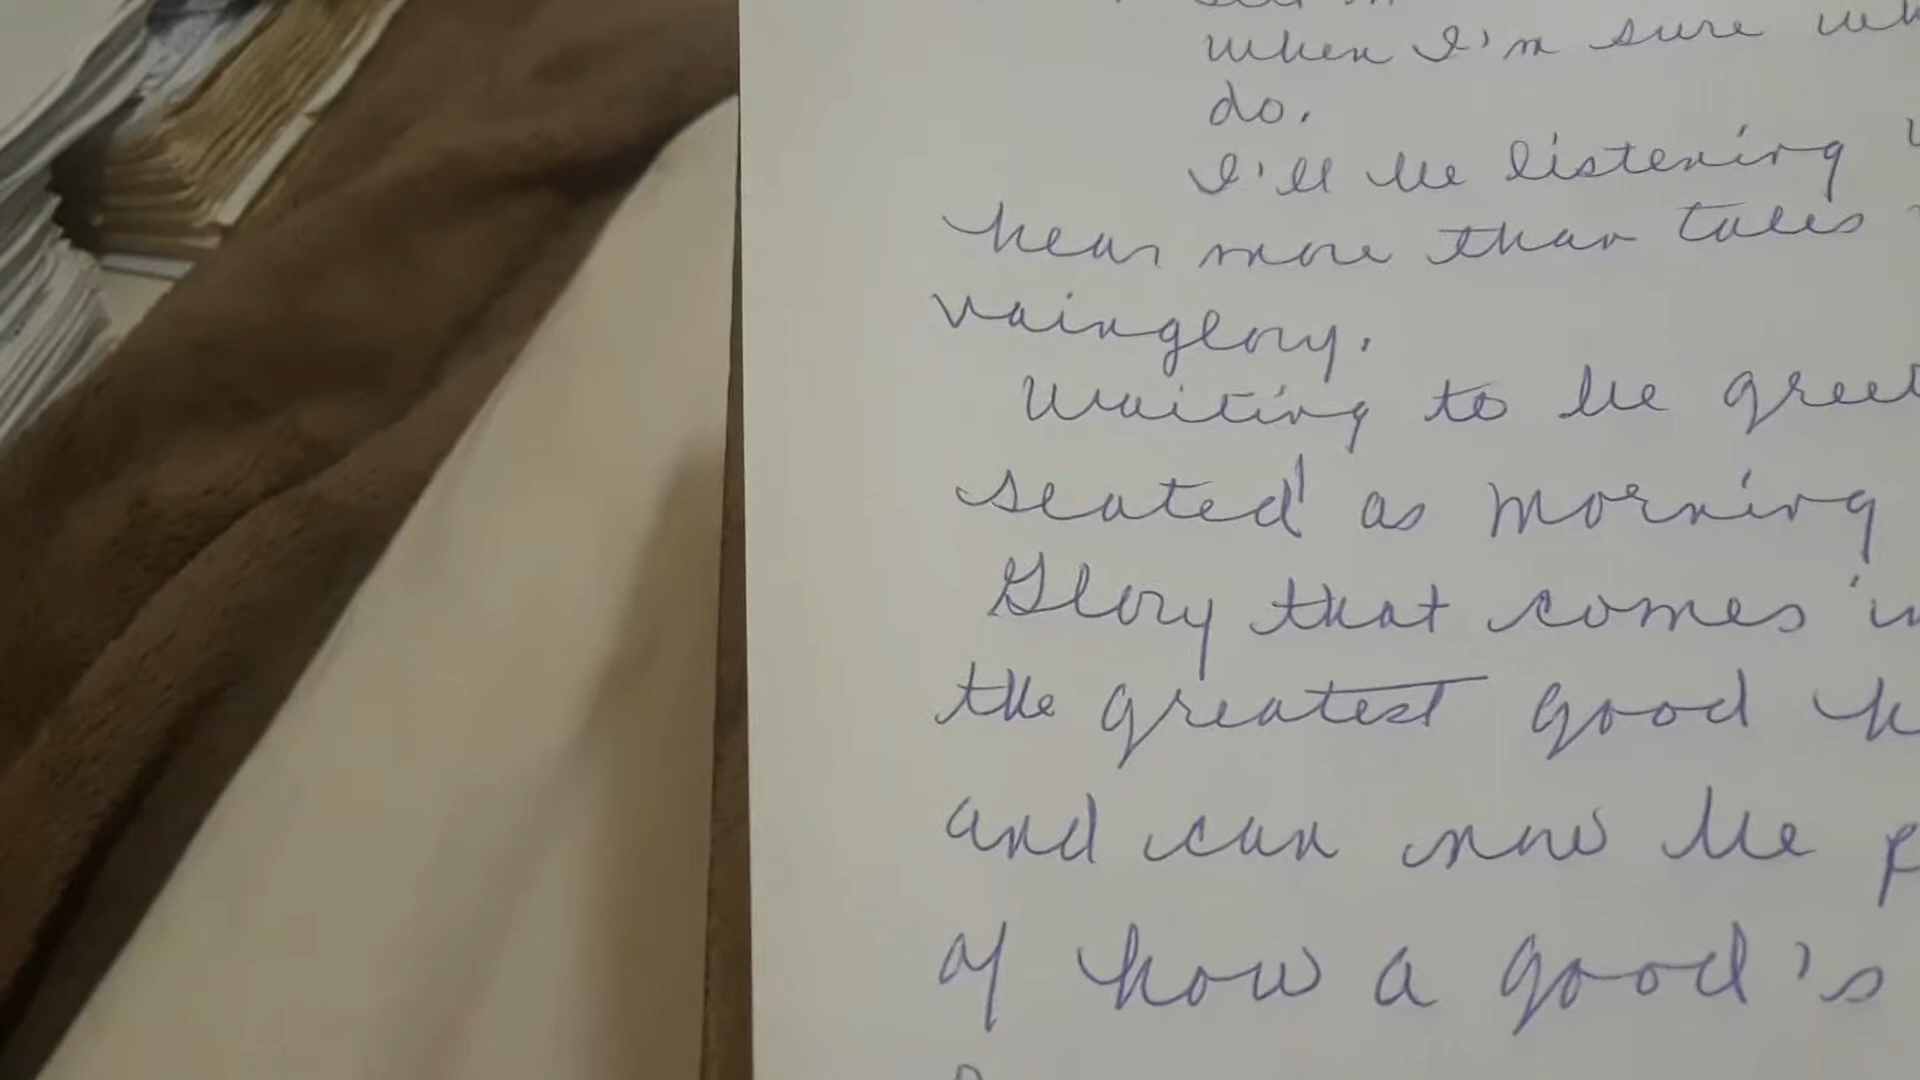 when I'm sure
do.
I'll be listening
hear more than tales
vainglory.
Waiting to be
seated as morning
Glory that comes
the greatest good
and can now be
of how a good's